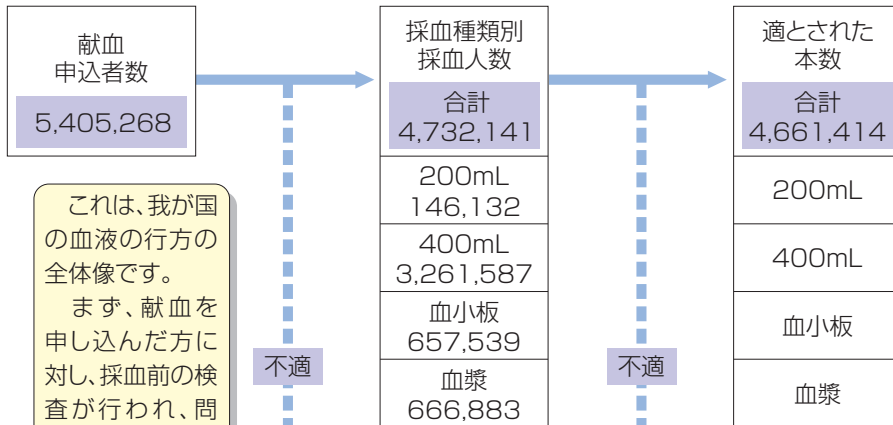 献血
申込者数
5,405,268
これは、我が国
の血液の行方の
全体像です。
まず、献血を
申し込んだ方に
対し、採血前の検
査が行われ、問
不適
採血種類別
採血人数
合計
4,732,141
200mL
146,132
400mL
3,261,587
血小板
657,539
血漿
666,883
不適
適とされた
本数
合計
4,661,414
200mL
400mL
血小板
血漿